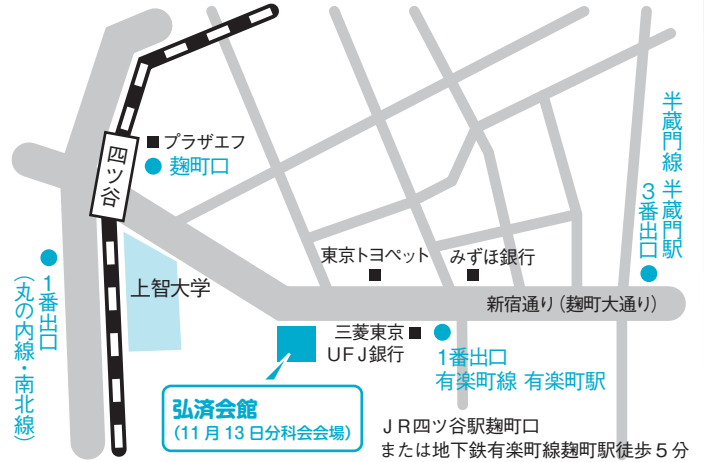 四ツ谷
プラザエフ
麹町口
半蔵門線 半蔵門駅
3番出口
1番出口
(丸の内線・南北線)
上智大学
東京トヨペット
みずほ銀行
新宿通り(麹町大通り)
三菱東京
UFJ銀行
1番出口
有楽町線 有楽町駅
弘済会館
(11月13日分科会会場)
JR四ツ谷駅麹町口
または地下鉄有楽町線麹町駅徒歩5分